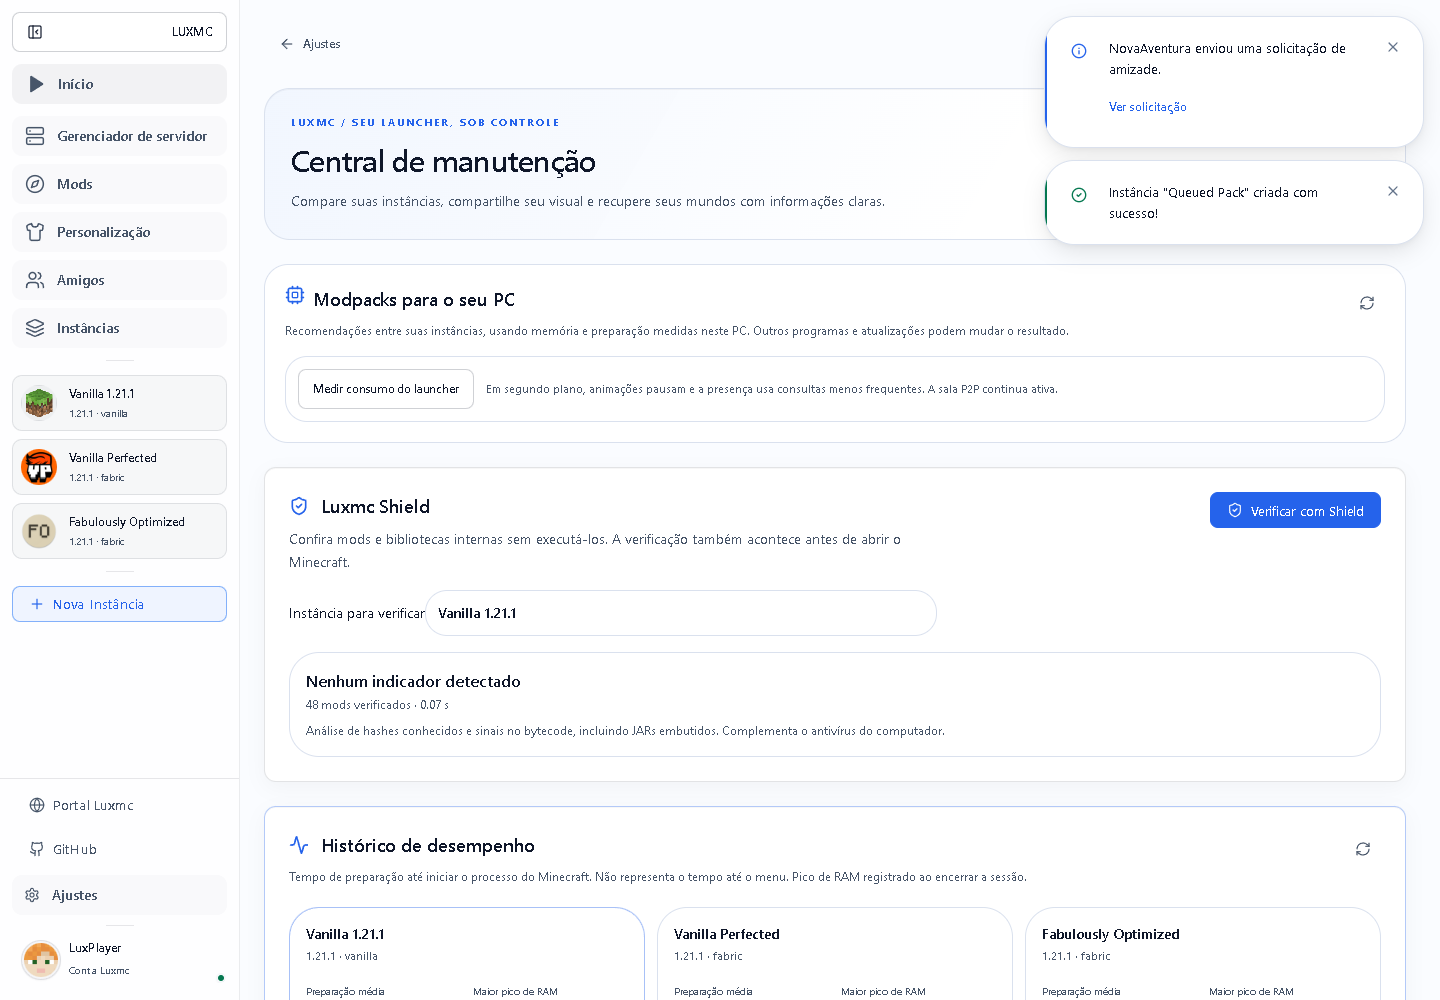 LUXMC
Início
Gerenciador de servidor
Mods
Personalização
Amigos
Instâncias
Vanilla 1.21.1
1.21.1 · vanilla
Vanilla Perfected
1.21.1 · fabric
Fabulously Optimized
1.21.1 · fabric
Nova Instância
Portal Luxmc
GitHub
Ajustes
LuxPlayer
Conta Luxmc
Ajustes
LUXMC / SEU LAUNCHER, SOB CONTROLE
Central de manutenção
Compare suas instâncias, compartilhe seu visual e recupere seus mundos com informações claras.
NovaAventura enviou uma solicitação de
amizade.
Ver solicitação
Instância "Queued Pack" criada com
sucesso!
Modpacks para o seu PC
Recomendações entre suas instâncias, usando memória e preparação medidas neste PC. Outros programas e atualizações podem mudar o resultado.
Medir consumo do launcher
Em segundo plano, animações pausam e a presença usa consultas menos frequentes. A sala P2P continua ativa.
Luxmc Shield
Verificar com Shield
Confira mods e bibliotecas internas sem executá-los. A verificação também acontece antes de abrir o
Minecraft.
Instância para verificar
Vanilla 1.21.1
Nenhum indicador detectado
48 mods verificados · 0.07 s
Análise de hashes conhecidos e sinais no bytecode, incluindo JARs embutidos. Complementa o antivírus do computador.
Histórico de desempenho
Tempo de preparação até iniciar o processo do Minecraft. Não representa o tempo até o menu. Pico de RAM registrado ao encerrar a sessão.
Vanilla 1.21.1
1.21.1 · vanilla
Preparação média
Maior pico de RAM
Vanilla Perfected
1.21.1 · fabric
Preparação média
Maior pico de RAM
Fabulously Optimized
1.21.1 · fabric
Preparação média
Maior pico de RAM
VP
FO